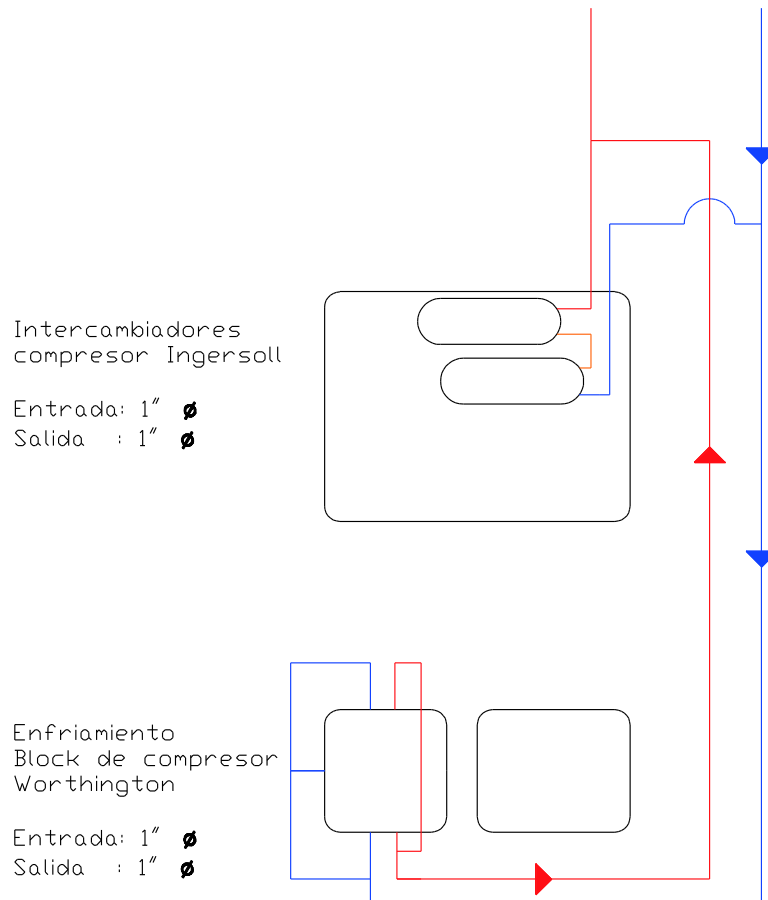 Intercambiadores
compresor Ingersoll
Entrada: 1" ø
Salida : 1" ø
Enfriamiento
Block de compresor
Worthington
Entrada: 1" ø
Salida : 1" ø